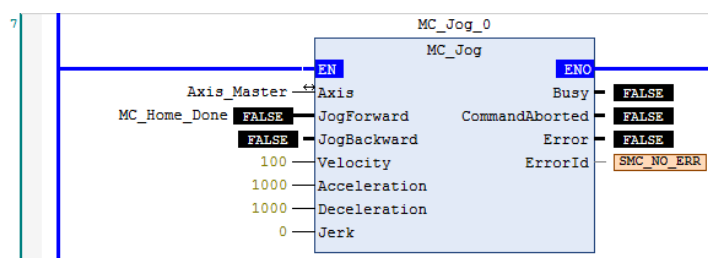 7
MC_Jog_0
MC_Jog
EN ENO
Axis_Master Axis Busy FALSE
MC_Home_Done FALSE JogForward CommandAborted FALSE
FALSE JogBackward Error FALSE
100 Velocity ErrorId SMC_NO_ERR
1000 Acceleration
1000 Deceleration
0 Jerk